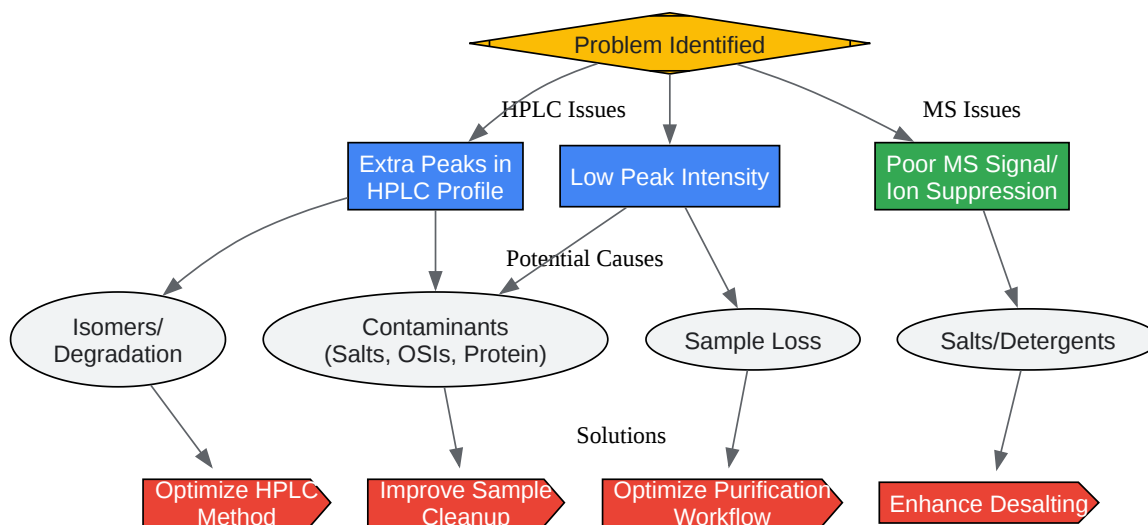 Problem Identified
HPLC Issues
MS Issues
Extra Peaks in
HPLC Profile
Low Peak Intensity
Poor MS Signal/
Ion Suppression
Potential Causes
Isomers/
Degradation
Contaminants
(Salts, OSIs, Protein)
Sample Loss
Salts/Detergents
Solutions
Optimize HPLC
Method
Improve Sample
Cleanup
Optimize Purification
Workflow
Enhance Desalting